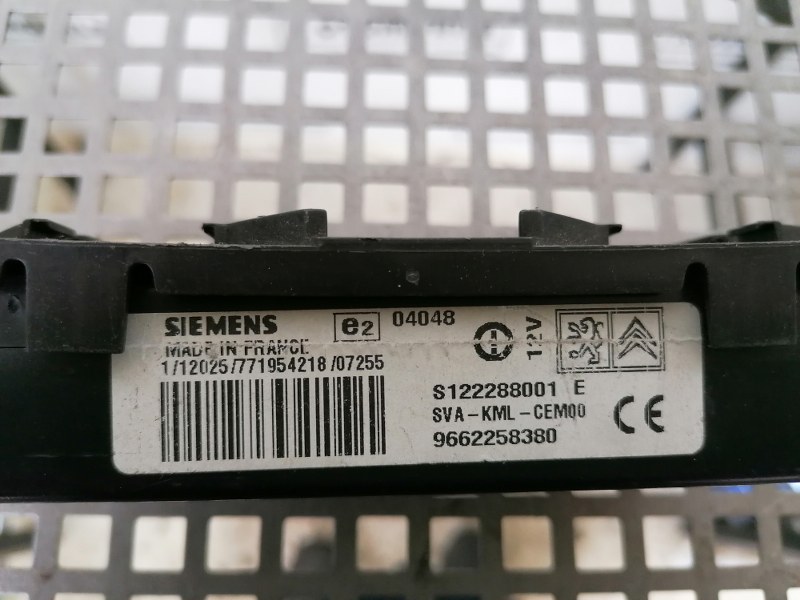 SIEMENS
e2 04048
12V
MADE IN FRANCE
1/12025/771954218/07255
S122288001 E
SVA-KML-CEM00
CE
9662258380